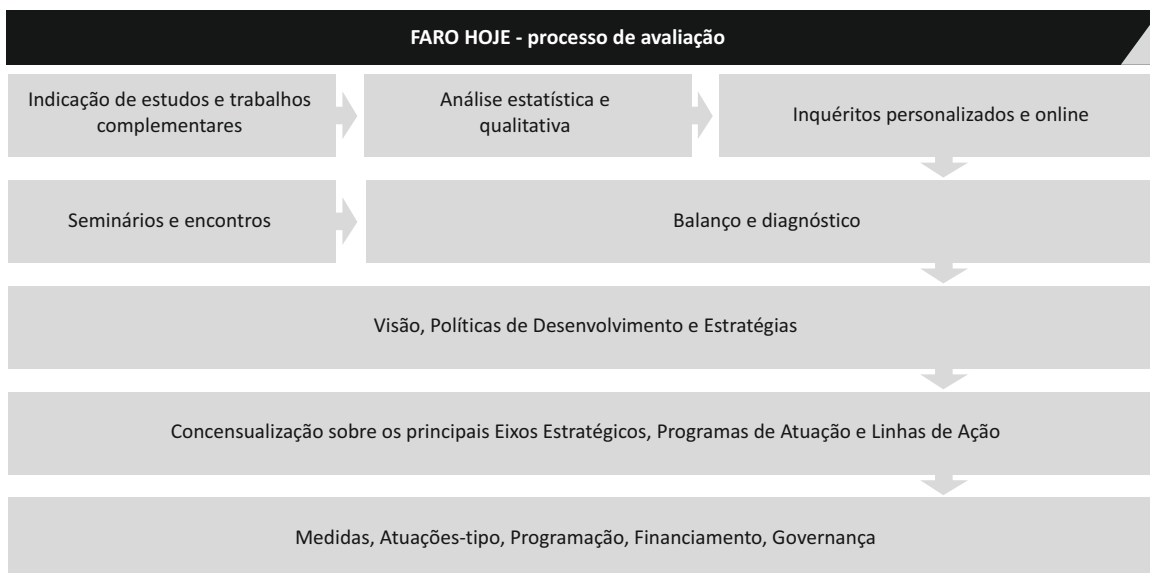 FARO HOJE - processo de avaliação
Indicação de estudos e trabalhos
complementares
Análise estatística e
qualitativa
Inquéritos personalizados e online
Seminários e encontros
Balanço e diagnóstico
Visão, Políticas de Desenvolvimento e Estratégias
Concensualização sobre os principais Eixos Estratégicos, Programas de Atuação e Linhas de Ação
Medidas, Atuações-tipo, Programação, Financiamento, Governança